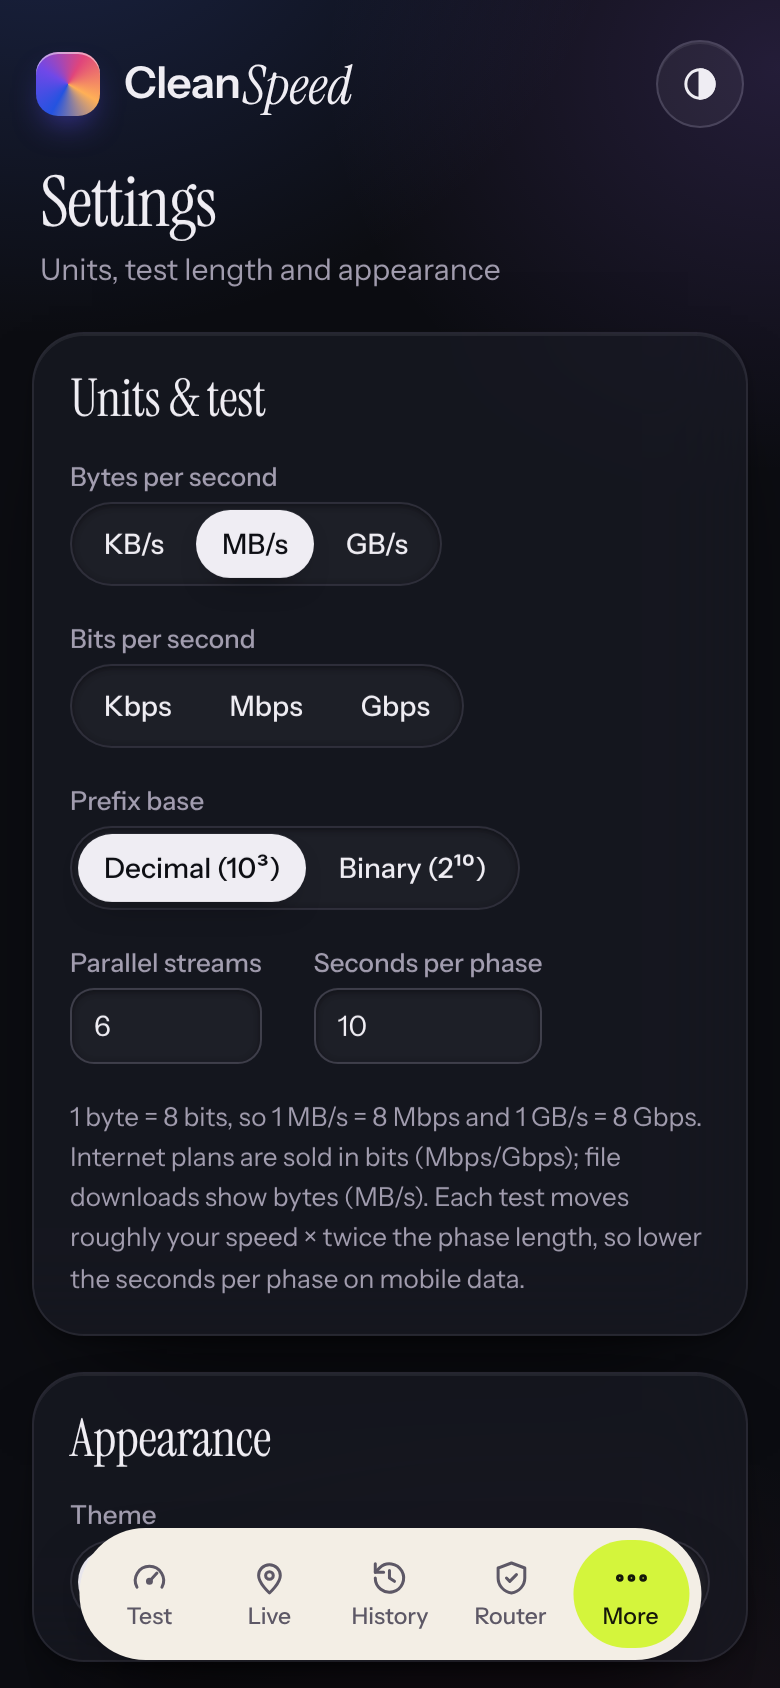 CleanSpeed
Settings
Units, test length and appearance
Units & test
Bytes per second
KB/s MB/s GB/s
Bits per second
Kbps Mbps Gbps
Prefix base
Decimal (10³) Binary (2¹⁰)
Parallel streams Seconds per phase
6 10
1 byte = 8 bits, so 1 MB/s = 8 Mbps and 1 GB/s = 8 Gbps.
Internet plans are sold in bits (Mbps/Gbps); file
downloads show bytes (MB/s). Each test moves
roughly your speed × twice the phase length, so lower
the seconds per phase on mobile data.
Appearance
Theme
Test Live History Router More